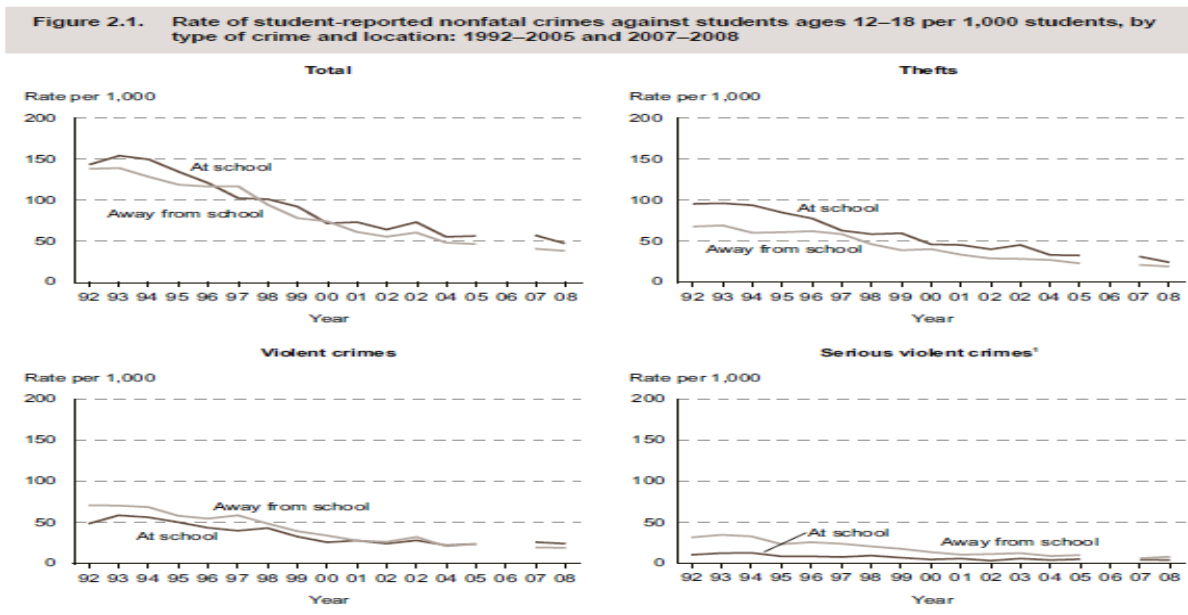 Figure 2.1. Rate of student-reported nonfatal crimes against students ages 12–18 per 1,000 students, by
type of crime and location: 1992–2005 and 2007–2008
Total
Rate per 1,000
200
150
At school
100
Away from school
50
0
92 93 94 95 96 97 98 99 00 01 02 02 04 05 06 07 08
Year
Thefts
Rate per 1,000
200
150
100
At school
50
Away from school
0
92 93 94 95 96 97 98 99 00 01 02 02 04 05 06 07 08
Year
Violent crimes
Rate per 1,000
200
150
100
Away from school
50
At school
0
92 93 94 95 96 97 98 99 00 01 02 02 04 05 06 07 08
Year
Serious violent crimes¹
Rate per 1,000
200
150
100
50
At school
Away from school
0
92 93 94 95 96 97 98 99 00 01 02 03 04 05 06 07 08
Year